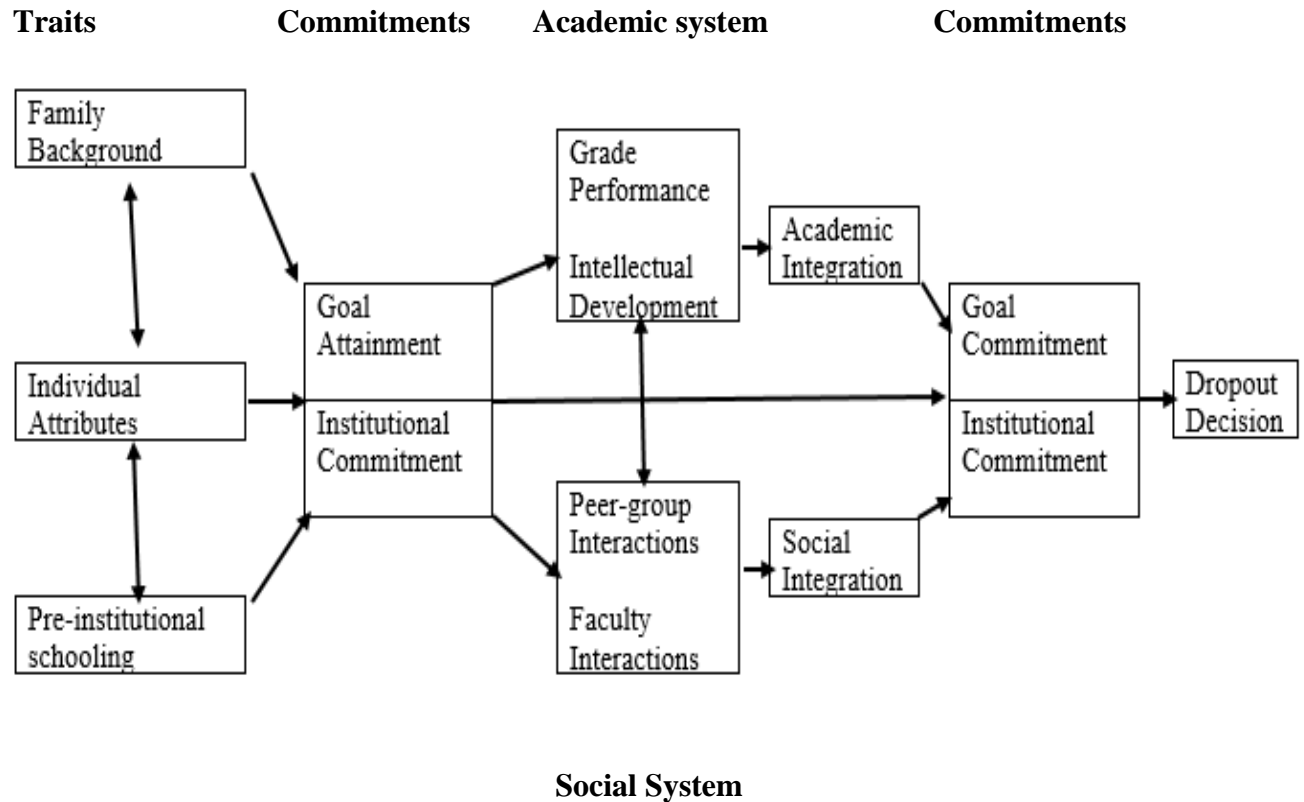 Traits Commitments Academic system Commitments
Family
Background
Individual
Attributes
Pre-institutional
schooling
Goal
Attainment
Institutional
Commitment
Grade
Performance
Intellectual
Development
Peer-group
Interactions
Faculty
Interactions
Academic
Integration
Social
Integration
Goal
Commitment
Institutional
Commitment
Dropout
Decision
Social System